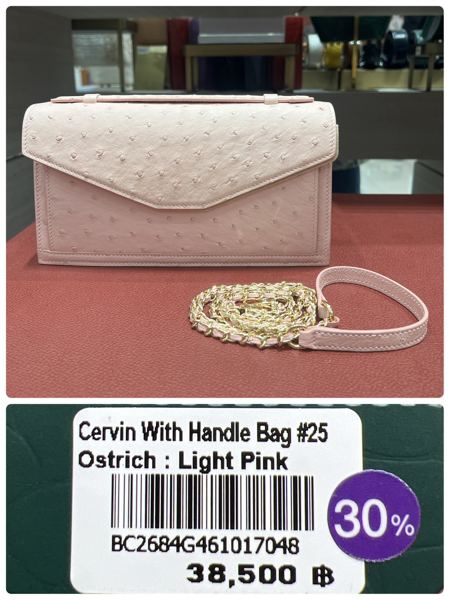 Cervin With Handle Bag #25
Ostrich : Light Pink
BC2684G461017048
38,500 ฿
30%